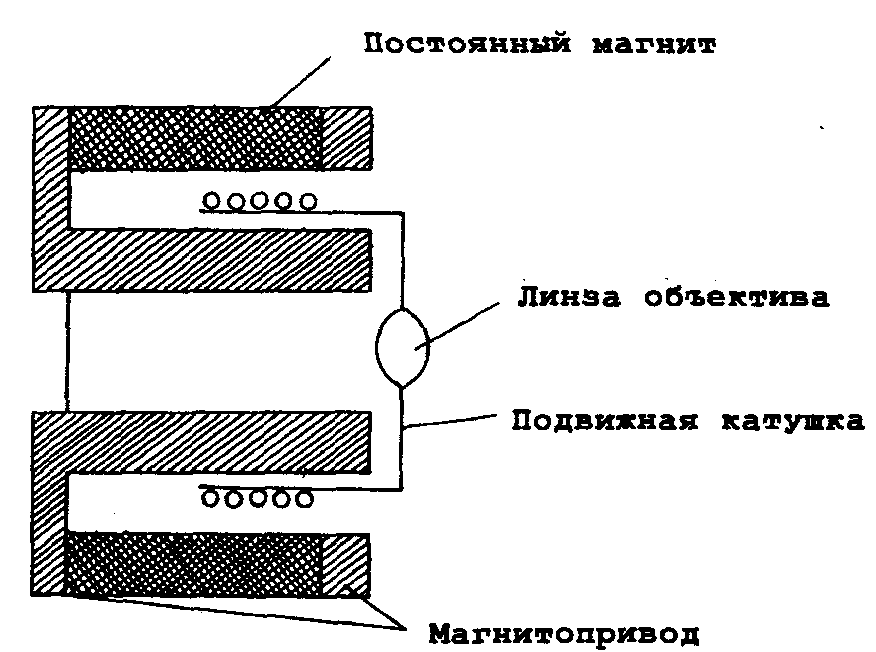 Постоянный магнит
Линза объектива
Подвижная катушка
Магнитопривод